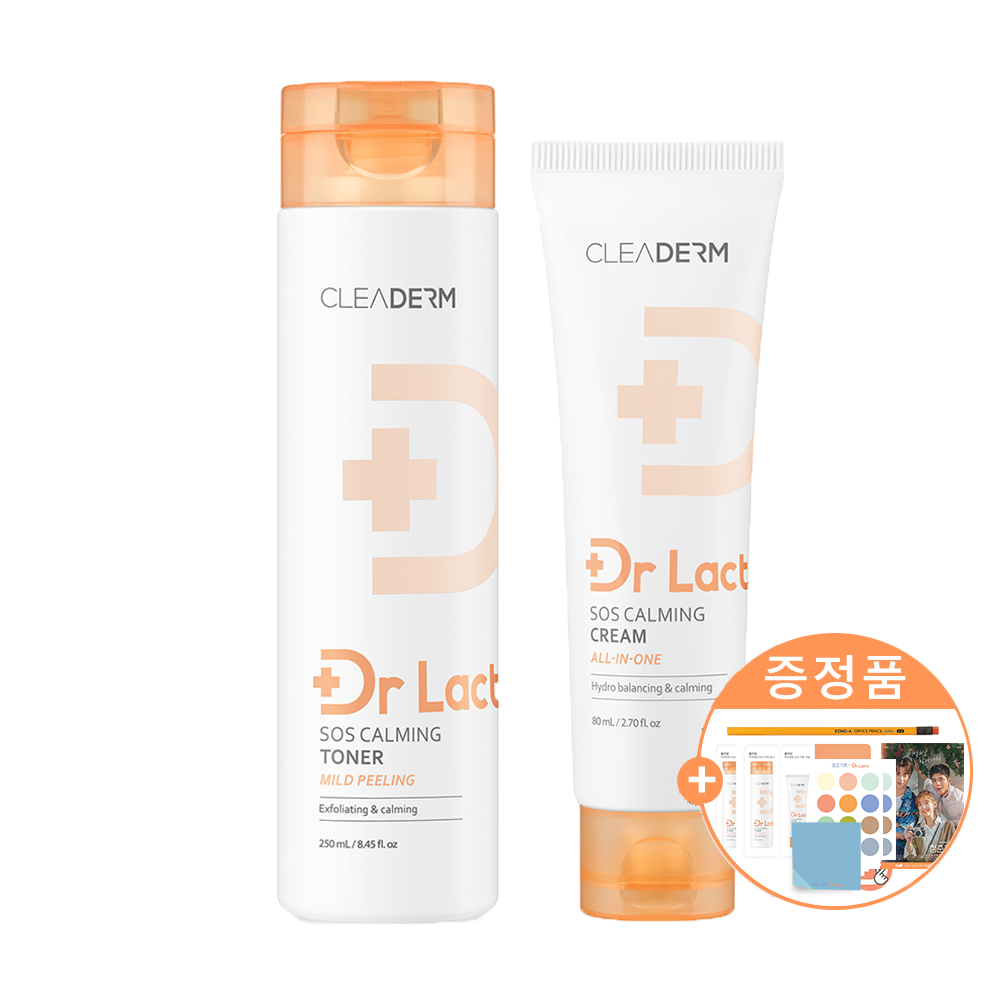 CLEADERM
Dr Lact
SOS CALMING
TONER
MILD PEELING
Exfoliating & calming
250 mL / 8.45 fl. oz
CLEADERM
Dr Lact
SOS CALMING
CREAM
ALL-IN-ONE
Hydro balancing & calming
80 mL / 2.70 fl. oz
증정품